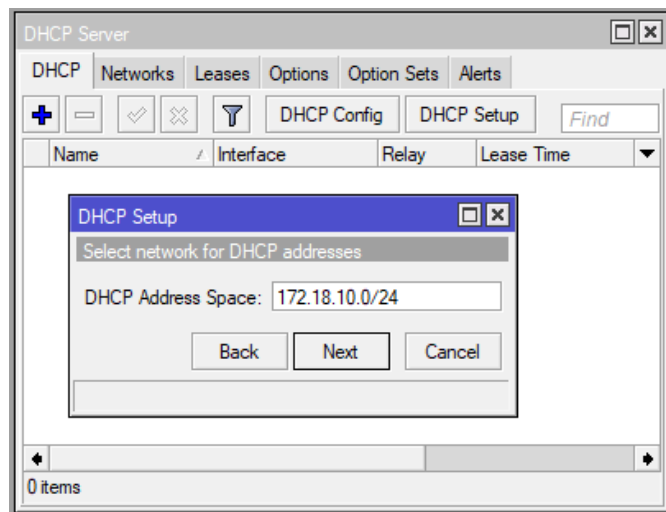 DHCP Server
DHCP Networks Leases Options Option Sets Alerts
DHCP Config DHCP Setup Find
Name Interface Relay Lease Time
DHCP Setup
Select network for DHCP addresses
DHCP Address Space: 172.18.10.0/24
Back Next Cancel
0 items